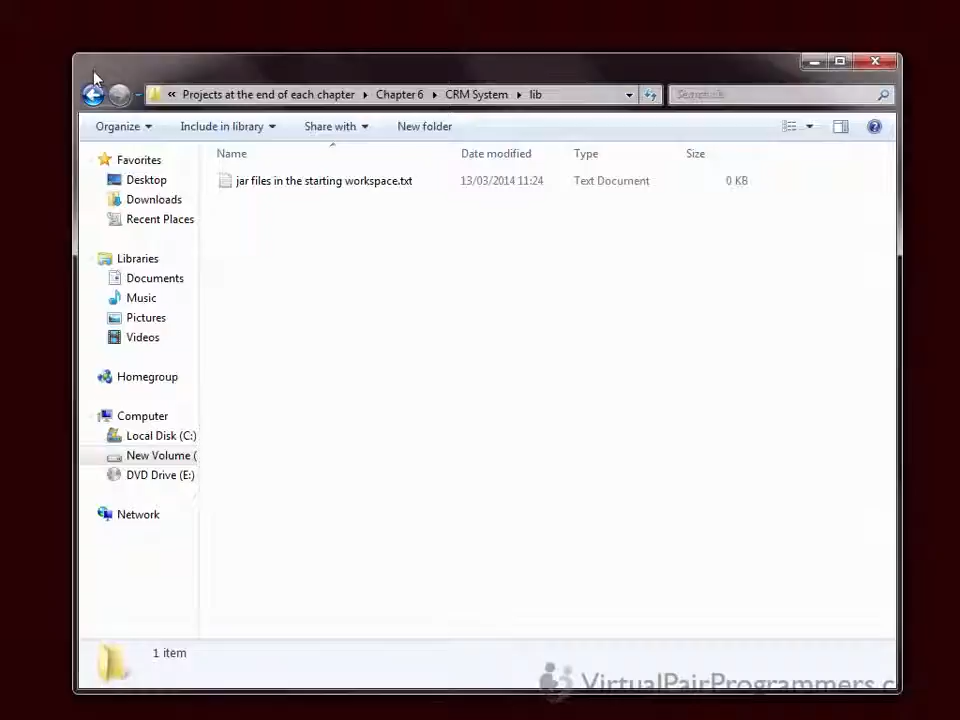 « Projects at the end of each chapter ▸ Chapter 6 ▸ CRM System ▸ lib
Organize
Include in library
Share with
New folder
Name
Date modified
Type
Size
jar files in the starting workspace.txt
13/03/2014 11:24
Text Document
0 KB
Favorites
Desktop
Downloads
Recent Places
Libraries
Documents
Music
Pictures
Videos
Homegroup
Computer
Local Disk (C:)
New Volume (
DVD Drive (E:)
Network
1 item
VirtualPairProgrammers.c